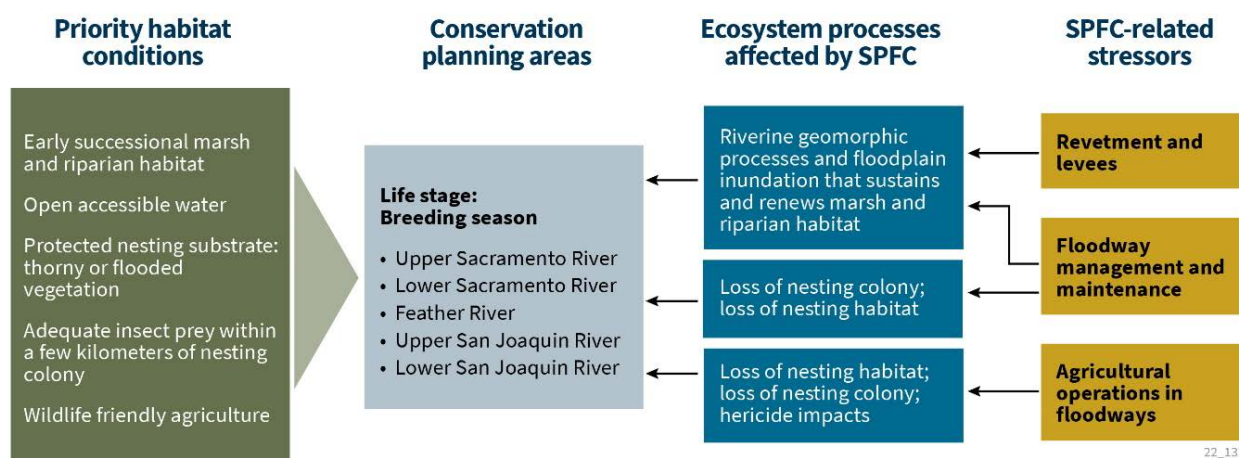 Priority habitat
conditions
Conservation
planning areas
Ecosystem processes
affected by SPFC
SPFC-related
stressors
Early successional marsh
and riparian habitat
Open accessible water
Protected nesting substrate:
thorny or flooded
vegetation
Adequate insect prey within
a few kilometers of nesting
colony
Wildlife friendly agriculture
Life stage:
Breeding season
• Upper Sacramento River
• Lower Sacramento River
• Feather River
• Upper San Joaquin River
• Lower San Joaquin River
Riverine geomorphic
processes and floodplain
inundation that sustains
and renews marsh and
riparian habitat
Loss of nesting colony;
loss of nesting habitat
Loss of nesting habitat;
loss of nesting colony;
hericide impacts
Revetment and
levees
Floodway
management and
maintenance
Agricultural
operations in
floodways